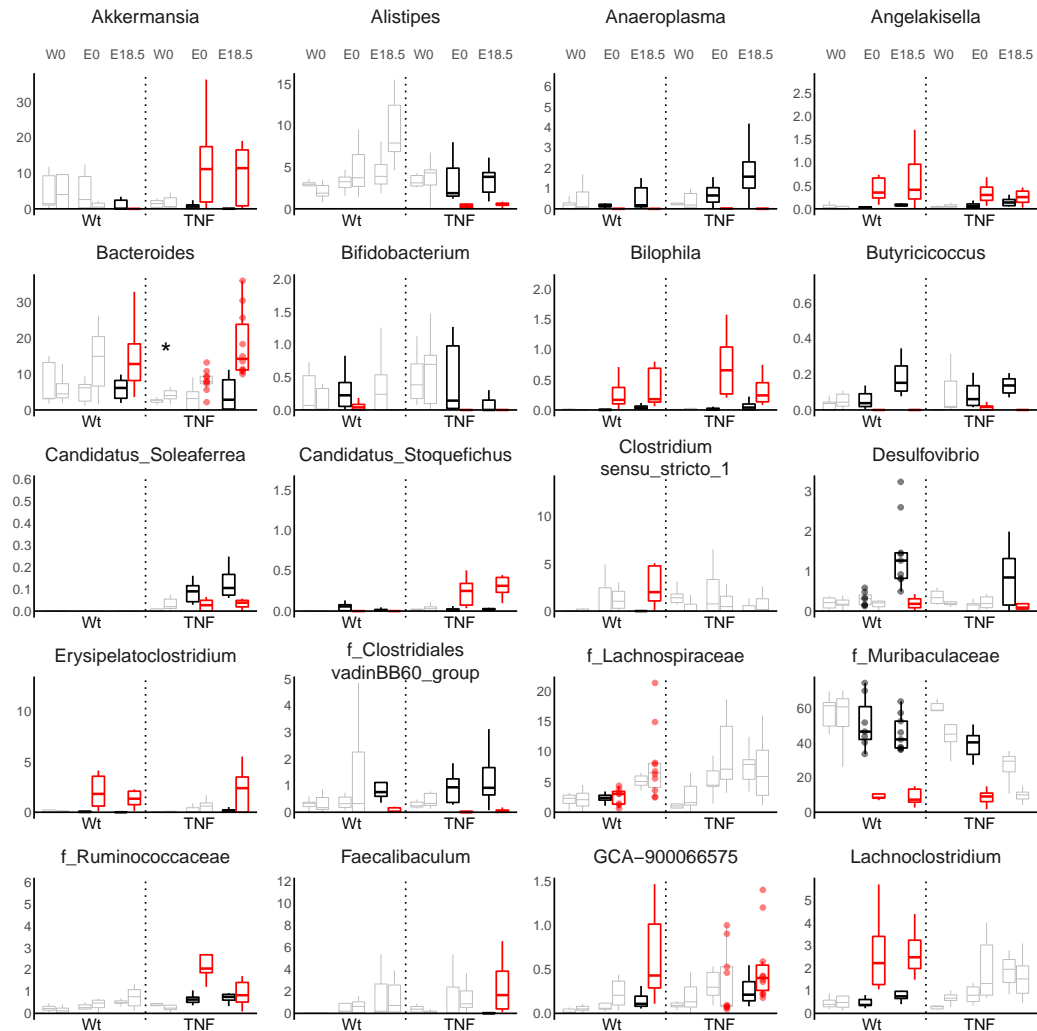 Akkermansia Alistipes Anaeroplasma Angelakisella
W0 E0 E18.5 W0 E0 E18.5 W0 E0 E18.5 W0 E0 E18.5 W0 E0 E18.5 W0 E0 E18.5 W0 E0 E18.5 W0 E0 E18.5
30 20 10 0
15 10 5 0
6 5 4 3 2 1 0
2.5 2.0 1.5 1.0 0.5 0.0
Wt TNF Wt TNF Wt TNF Wt TNF
Bacteroides Bifidobacterium Bilophila Butyricicoccus
30 20 10 0
*
2.0 1.5 1.0 0.5 0.0
2.0 1.5 1.0 0.5 0.0
0.6 0.4 0.2 0.0
Wt TNF Wt TNF Wt TNF Wt TNF
Candidatus_Soleaferrea Candidatus_Stoquefichus Clostridium sensu_stricto_1 Desulfovibrio
0.6 0.5 0.4 0.3 0.2 0.1 0.0
1.0 0.5 0.0
10 5 0
3 2 1 0
Wt TNF Wt TNF Wt TNF Wt TNF
Erysipelatoclostridium f_Clostridiales vadinBB60_group f_Lachnospiraceae f_Muribaculaceae
10 5 0
5 4 3 2 1 0
20 15 10 5 0
60 40 20 0
Wt TNF Wt TNF Wt TNF Wt TNF
f_Ruminococcaceae Faecalibaculum GCA−900066575 Lachnoclostridium
5 4 3 2 1 0
12 10 8 6 4 2 0
1.5 1.0 0.5 0.0
6 5 4 3 2 1 0
Wt TNF Wt TNF Wt TNF Wt TNF